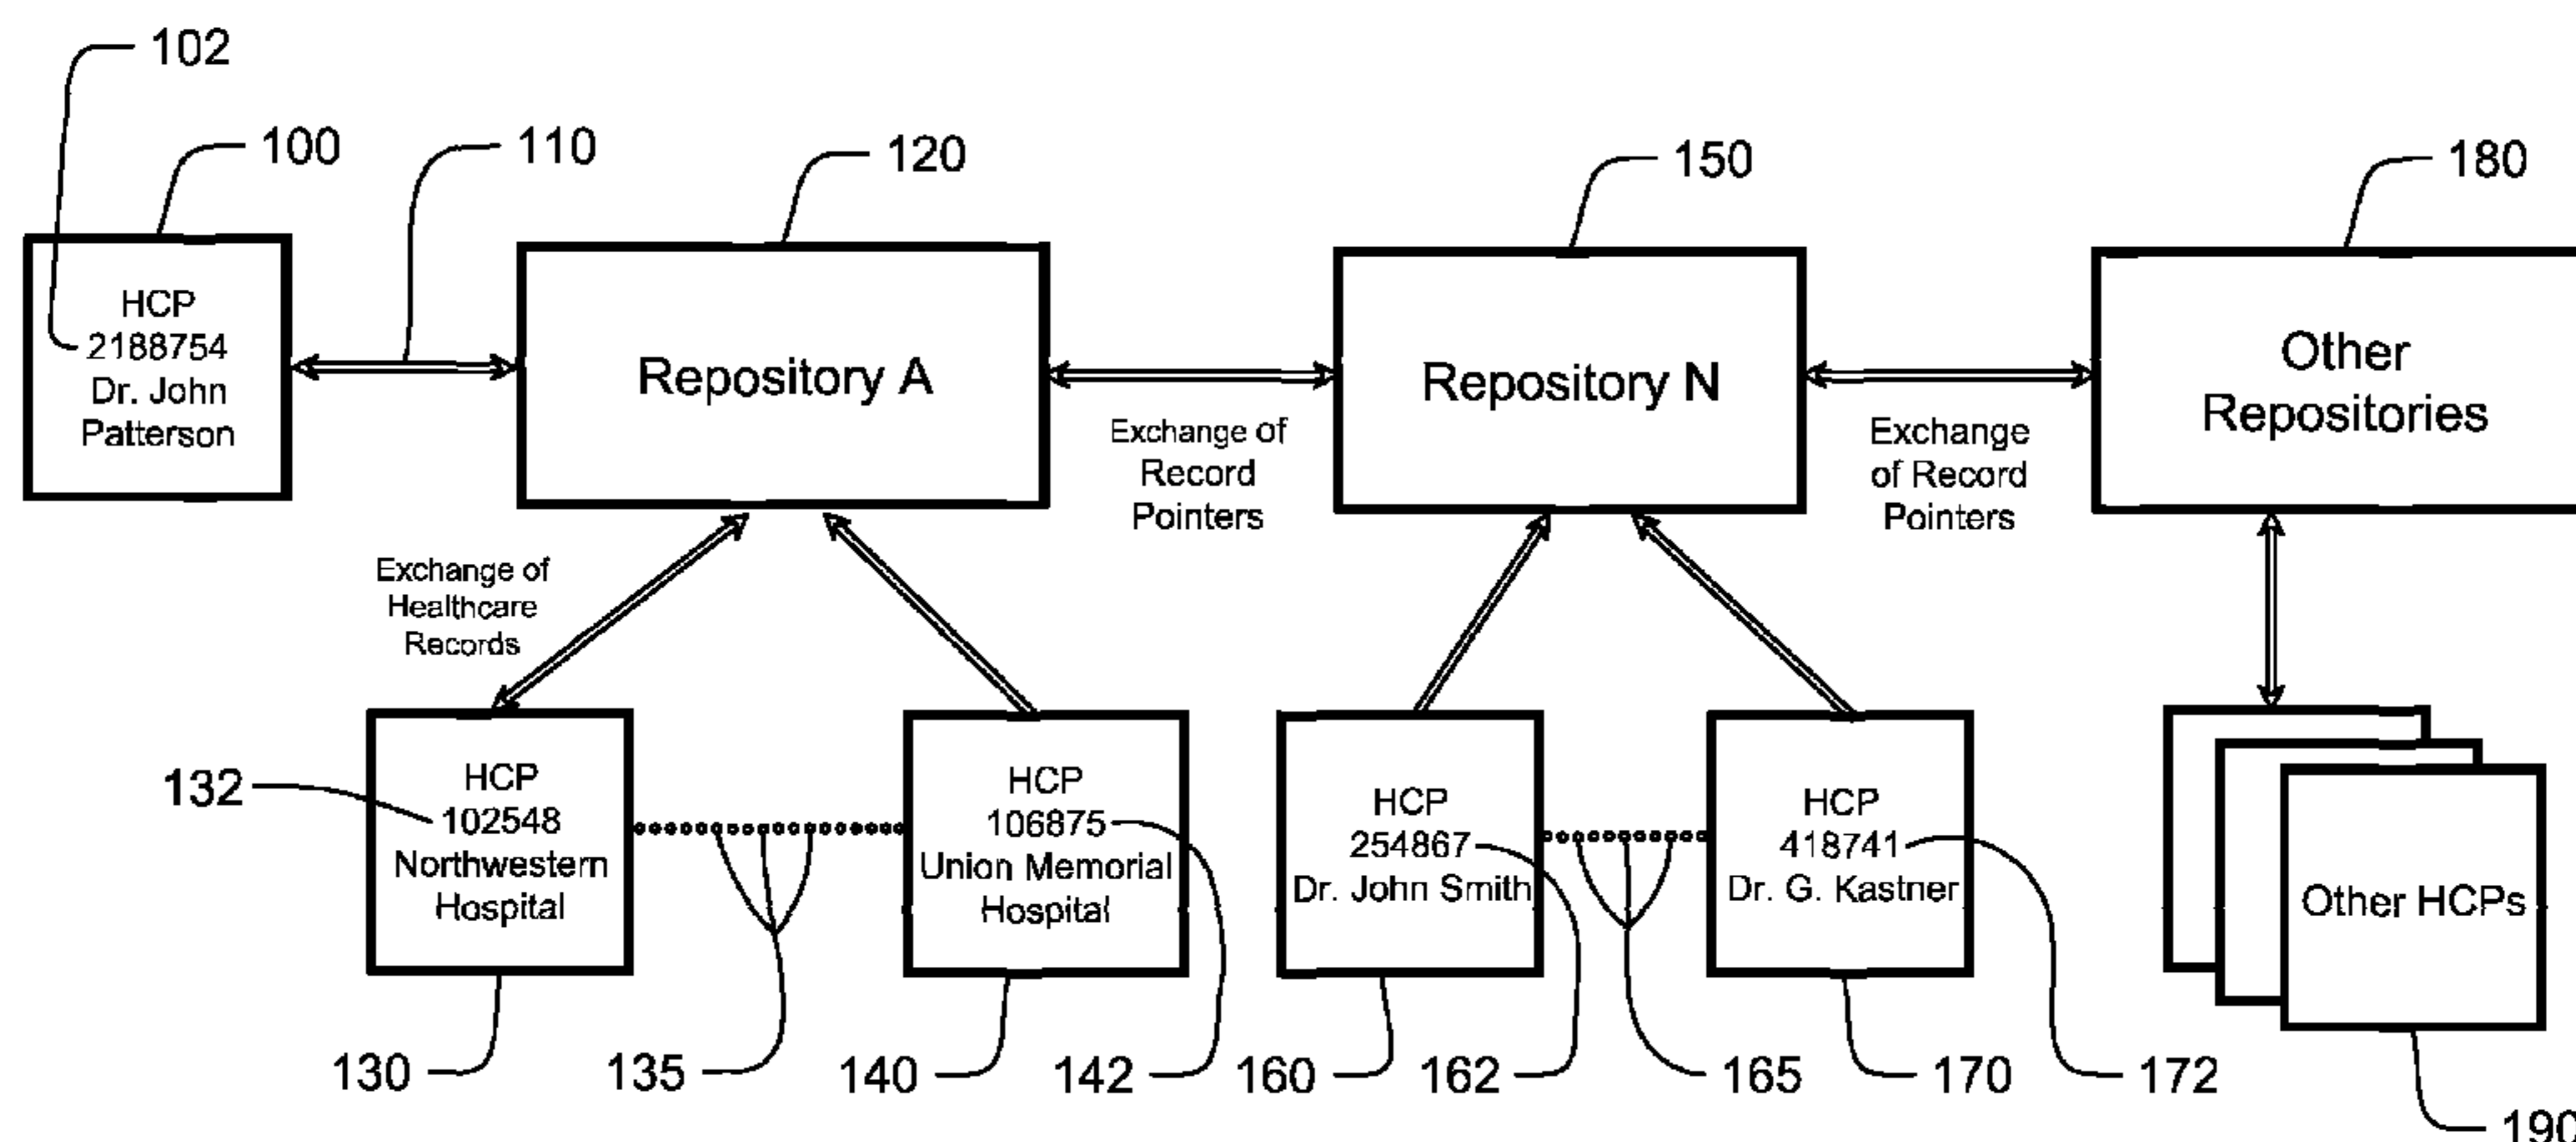 102
100
110
120
150
180
HCP
2188754
Dr. John
Patterson
Repository A
Exchange of
Record
Pointers
Repository N
Exchange
of Record
Pointers
Other
Repositories
Exchange of
Healthcare
Records
132
HCP
102548
Northwestern
Hospital
HCP
106875
Union Memorial
Hospital
HCP
254867
Dr. John Smith
HCP
418741
Dr. G. Kastner
Other HCPs
130
135
140
142
160
162
165
170
172
190